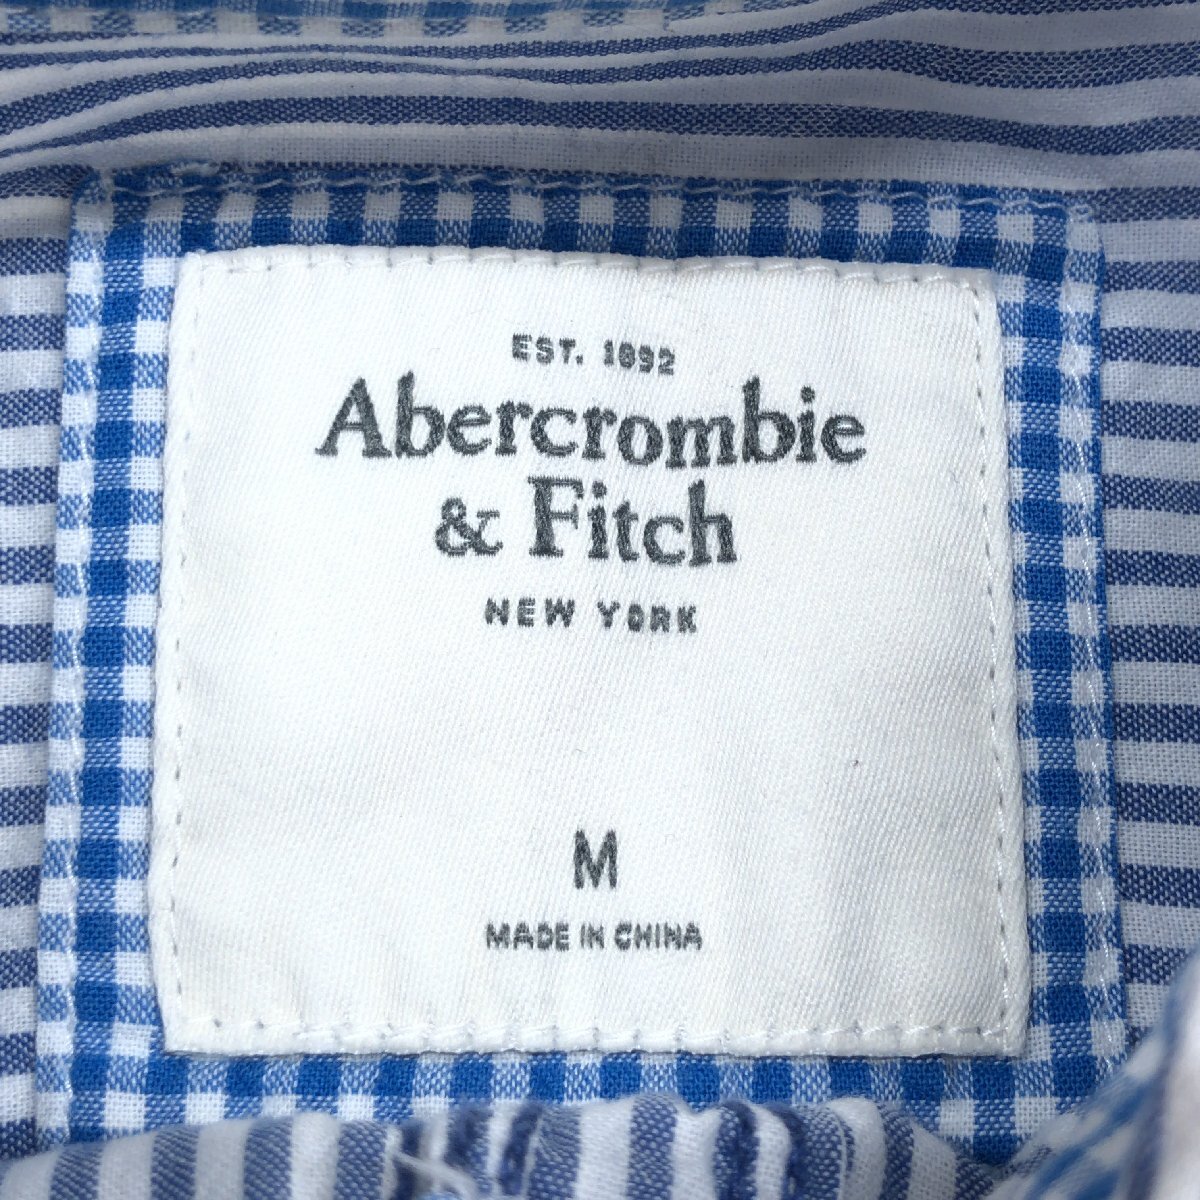 EST. 1892
Abercrombie
& Fitch
NEW YORK
M
MADE IN CHINA